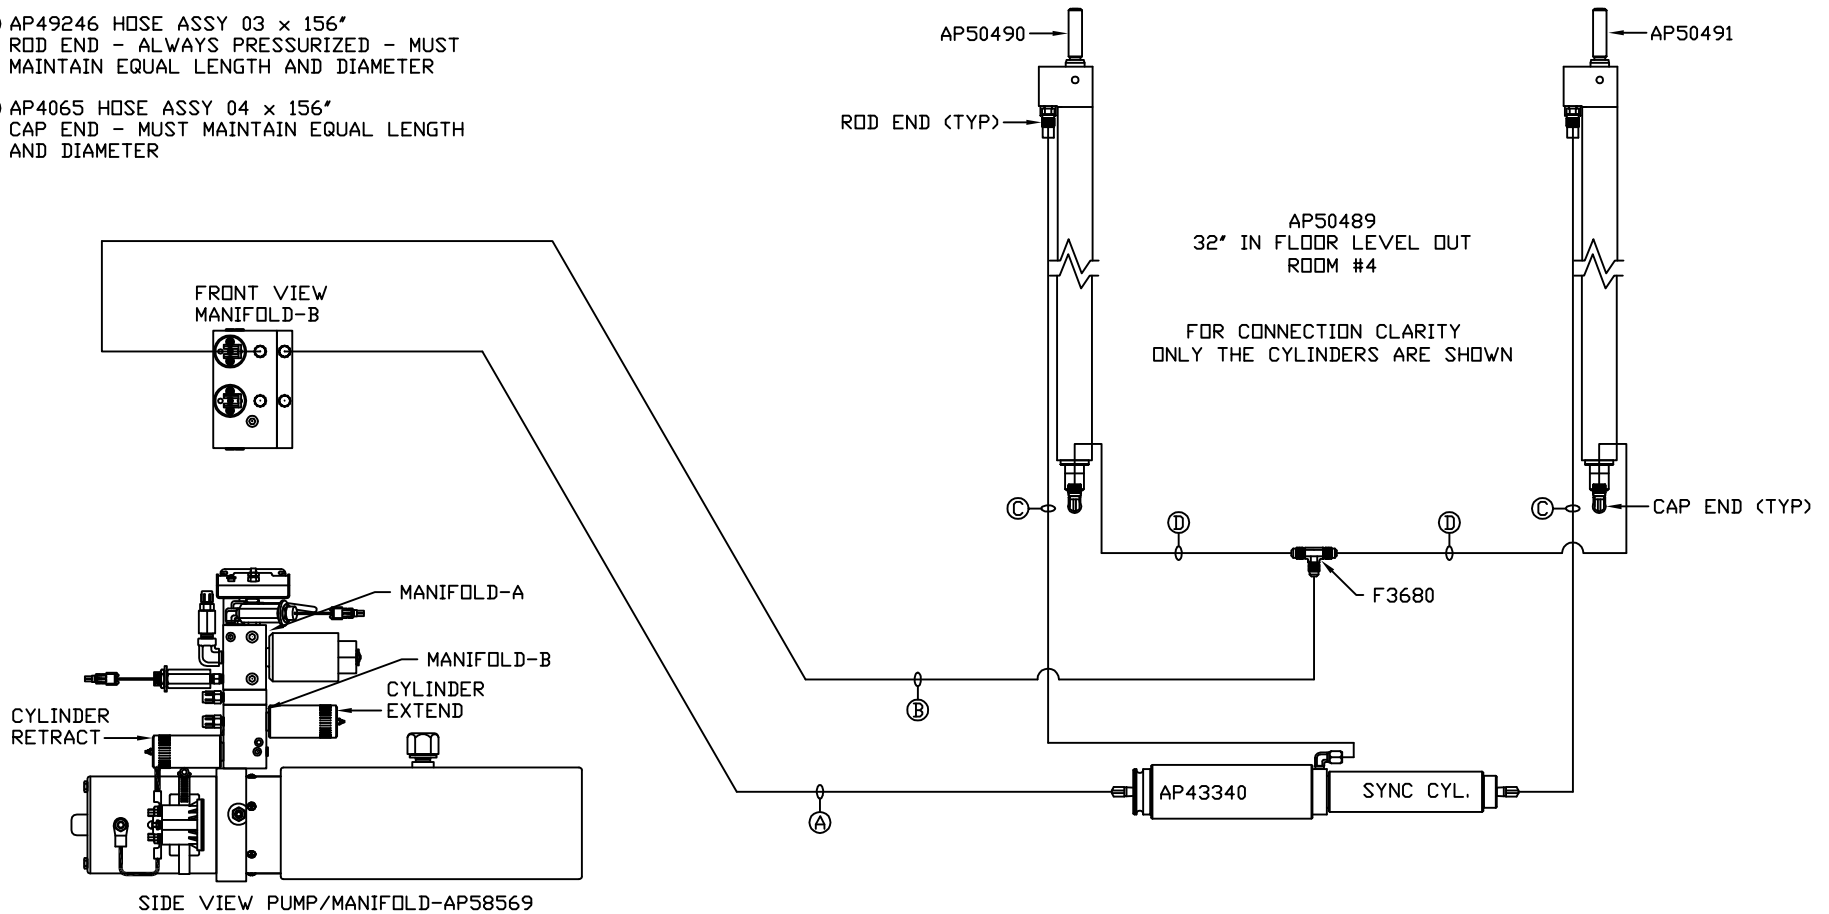 AP49246 HOSE ASSY 03 x 156"
ROD END - ALWAYS PRESSURIZED - MUST
MAINTAIN EQUAL LENGTH AND DIAMETER
AP4065 HOSE ASSY 04 x 156"
CAP END - MUST MAINTAIN EQUAL LENGTH
AND DIAMETER
AP50490
AP50491
ROD END (TYP)
AP50489
32" IN FLOOR LEVEL OUT
ROOM #4
FOR CONNECTION CLARITY
ONLY THE CYLINDERS ARE SHOWN
FRONT VIEW
MANIFOLD-B
C
C
CAP END (TYP)
D
D
F3680
MANIFOLD-A
MANIFOLD-B
CYLINDER
EXTEND
CYLINDER
RETRACT
B
A
AP43340
SYNC CYL.
SIDE VIEW PUMP/MANIFOLD-AP58569